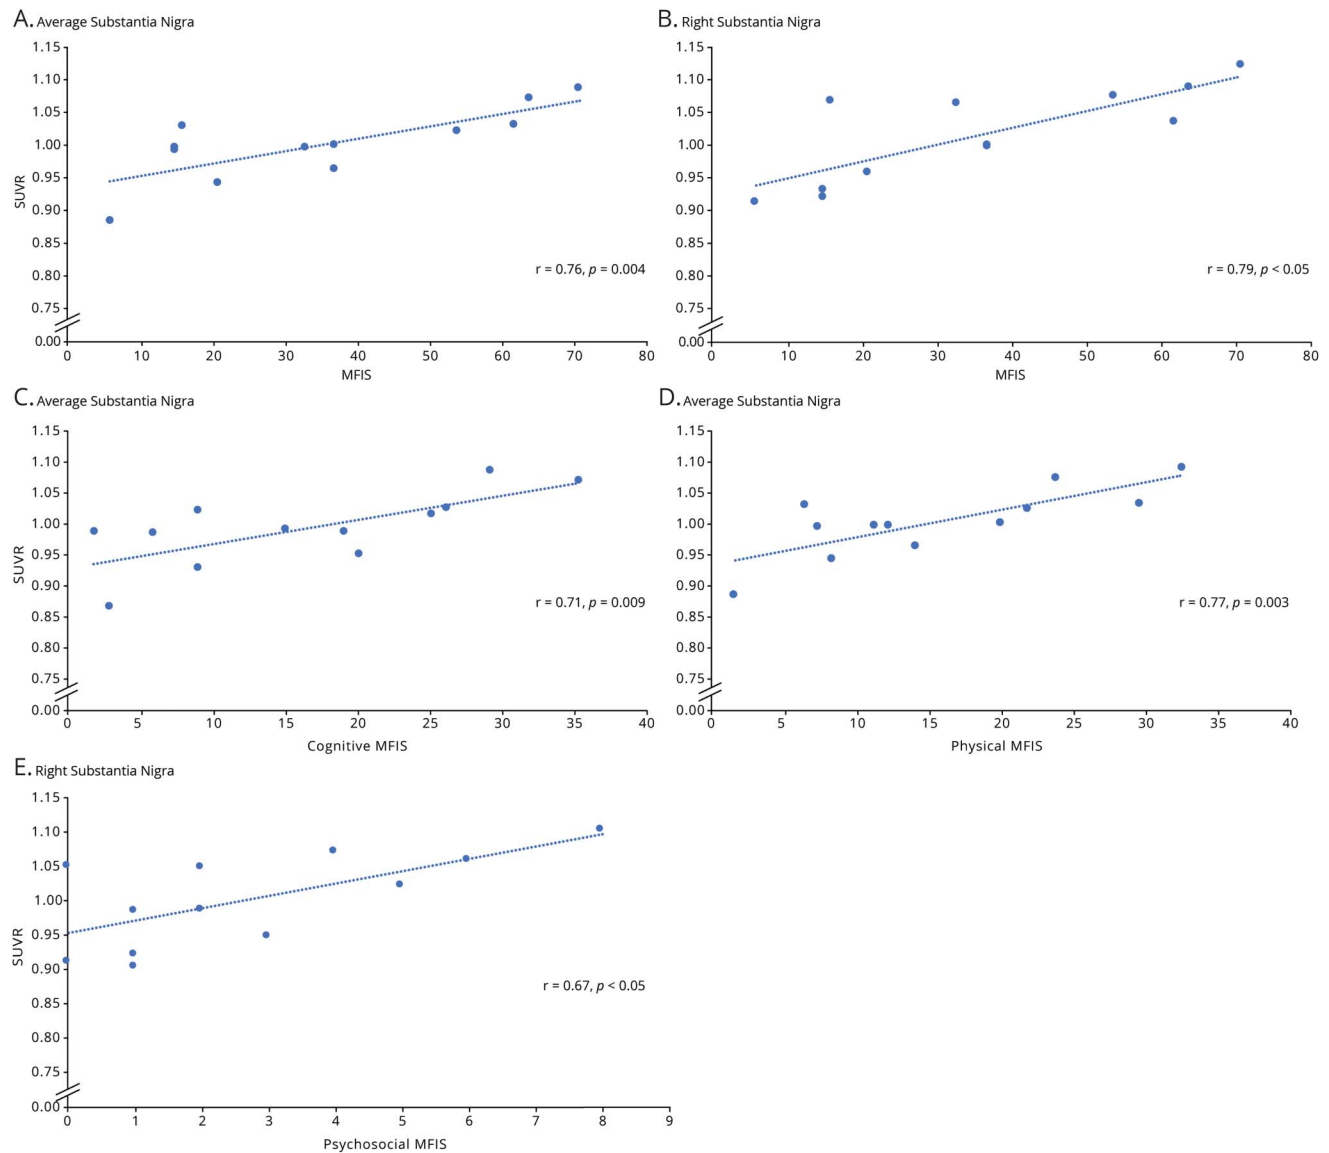 A. Average Substantia Nigra
1.15
1.10
1.05
1.00
0.95
0.90
0.85
0.80
0.75
0.00
SUVR
r = 0.76, p = 0.004
0 10 20 30 40 50 60 70 80
MFIS
B. Right Substantia Nigra
1.15
1.10
1.05
1.00
0.95
0.90
0.85
0.80
0.75
0.00
r = 0.79, p < 0.05
0 10 20 30 40 50 60 70 80
MFIS
C. Average Substantia Nigra
1.15
1.10
1.05
1.00
0.95
0.90
0.85
0.80
0.75
0.00
SUVR
r = 0.71, p = 0.009
0 5 10 15 20 25 30 35 40
Cognitive MFIS
D. Average Substantia Nigra
1.15
1.10
1.05
1.00
0.95
0.90
0.85
0.80
0.75
0.00
r = 0.77, p = 0.003
0 5 10 15 20 25 30 35 40
Physical MFIS
E. Right Substantia Nigra
1.15
1.10
1.05
1.00
0.95
0.90
0.85
0.80
0.75
0.00
SUVR
r = 0.67, p < 0.05
0 1 2 3 4 5 6 7 8 9
Psychosocial MFIS